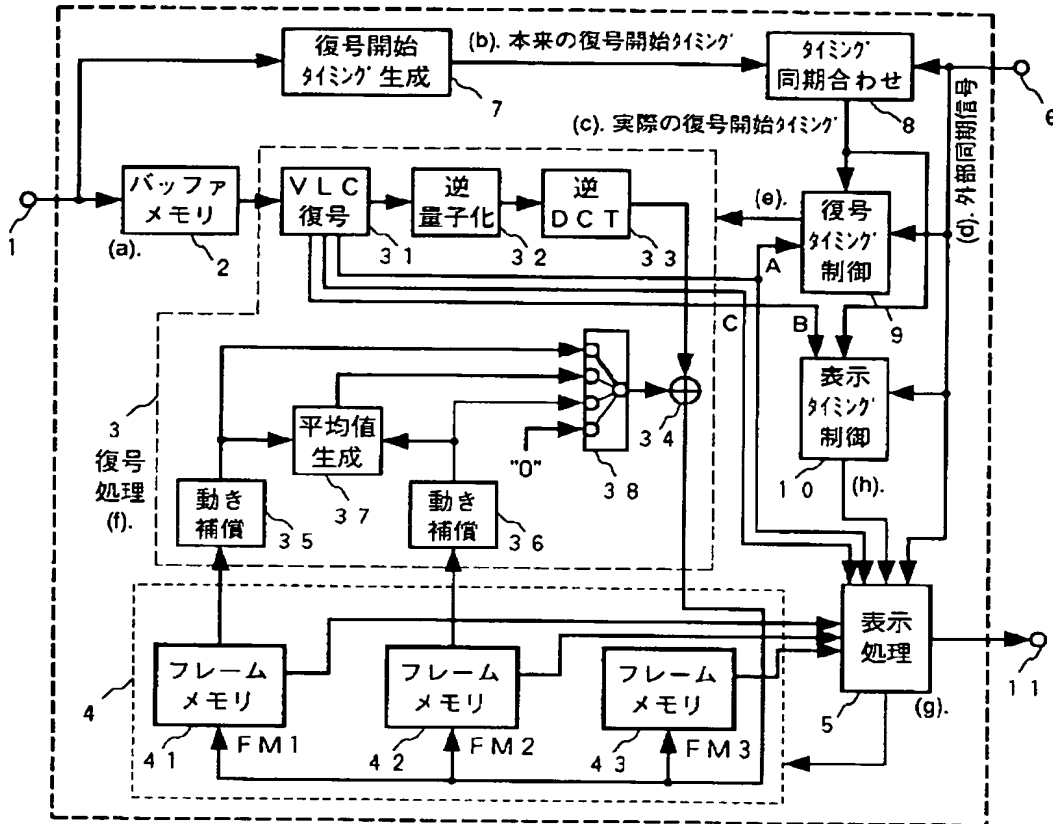 復号開始
タイミング 生成
7
(b). 本来の復号開始タイミング
タイミング
同期合わせ
8
6
(c). 実際の復号開始タイミング
(d). 外部同期信号
1
バッファ
メモリ
(a).
2
VLC
復号
31
逆
量子化
32
逆
DCT
33
(e).
A
復号
タイミング
制御
9
C
B
表示
タイミング
制御
10
(h).
3
復号
処理
(f).
平均値
生成
37
"0"
38
34
動き
補償
35
動き
補償
36
4
フレーム
メモリ
41
FM1
フレーム
メモリ
42
FM2
フレーム
メモリ
43
FM3
表示
処理
5
(g).
11